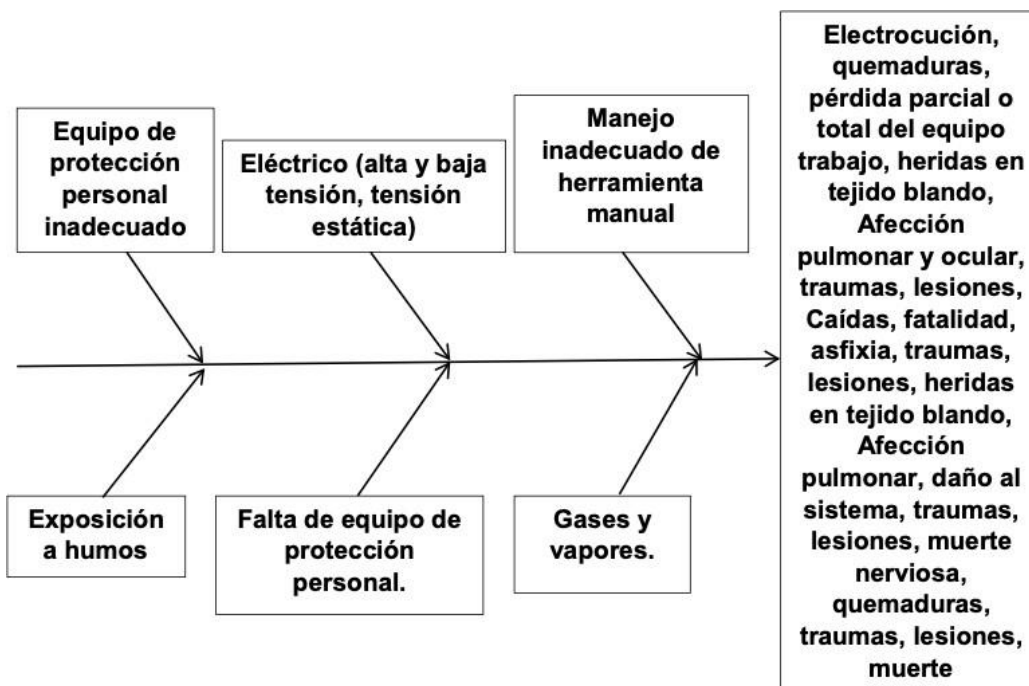 Equipo de
protección
personal
inadecuado
Eléctrico (alta y baja
tensión, tensión
estática)
Manejo
inadecuado de
herramienta
manual
Exposición
a humos
Falta de equipo de
protección
personal.
Gases y
vapores.
Electrocución,
quemaduras,
pérdida parcial o
total del equipo
trabajo, heridas en
tejido blando,
Afección
pulmonar y ocular,
traumas, lesiones,
Caídas, fatalidad,
asfixia, traumas,
lesiones, heridas
en tejido blando,
Afección
pulmonar, daño al
sistema, traumas,
lesiones, muerte
nerviosa,
quemaduras,
traumas, lesiones,
muerte